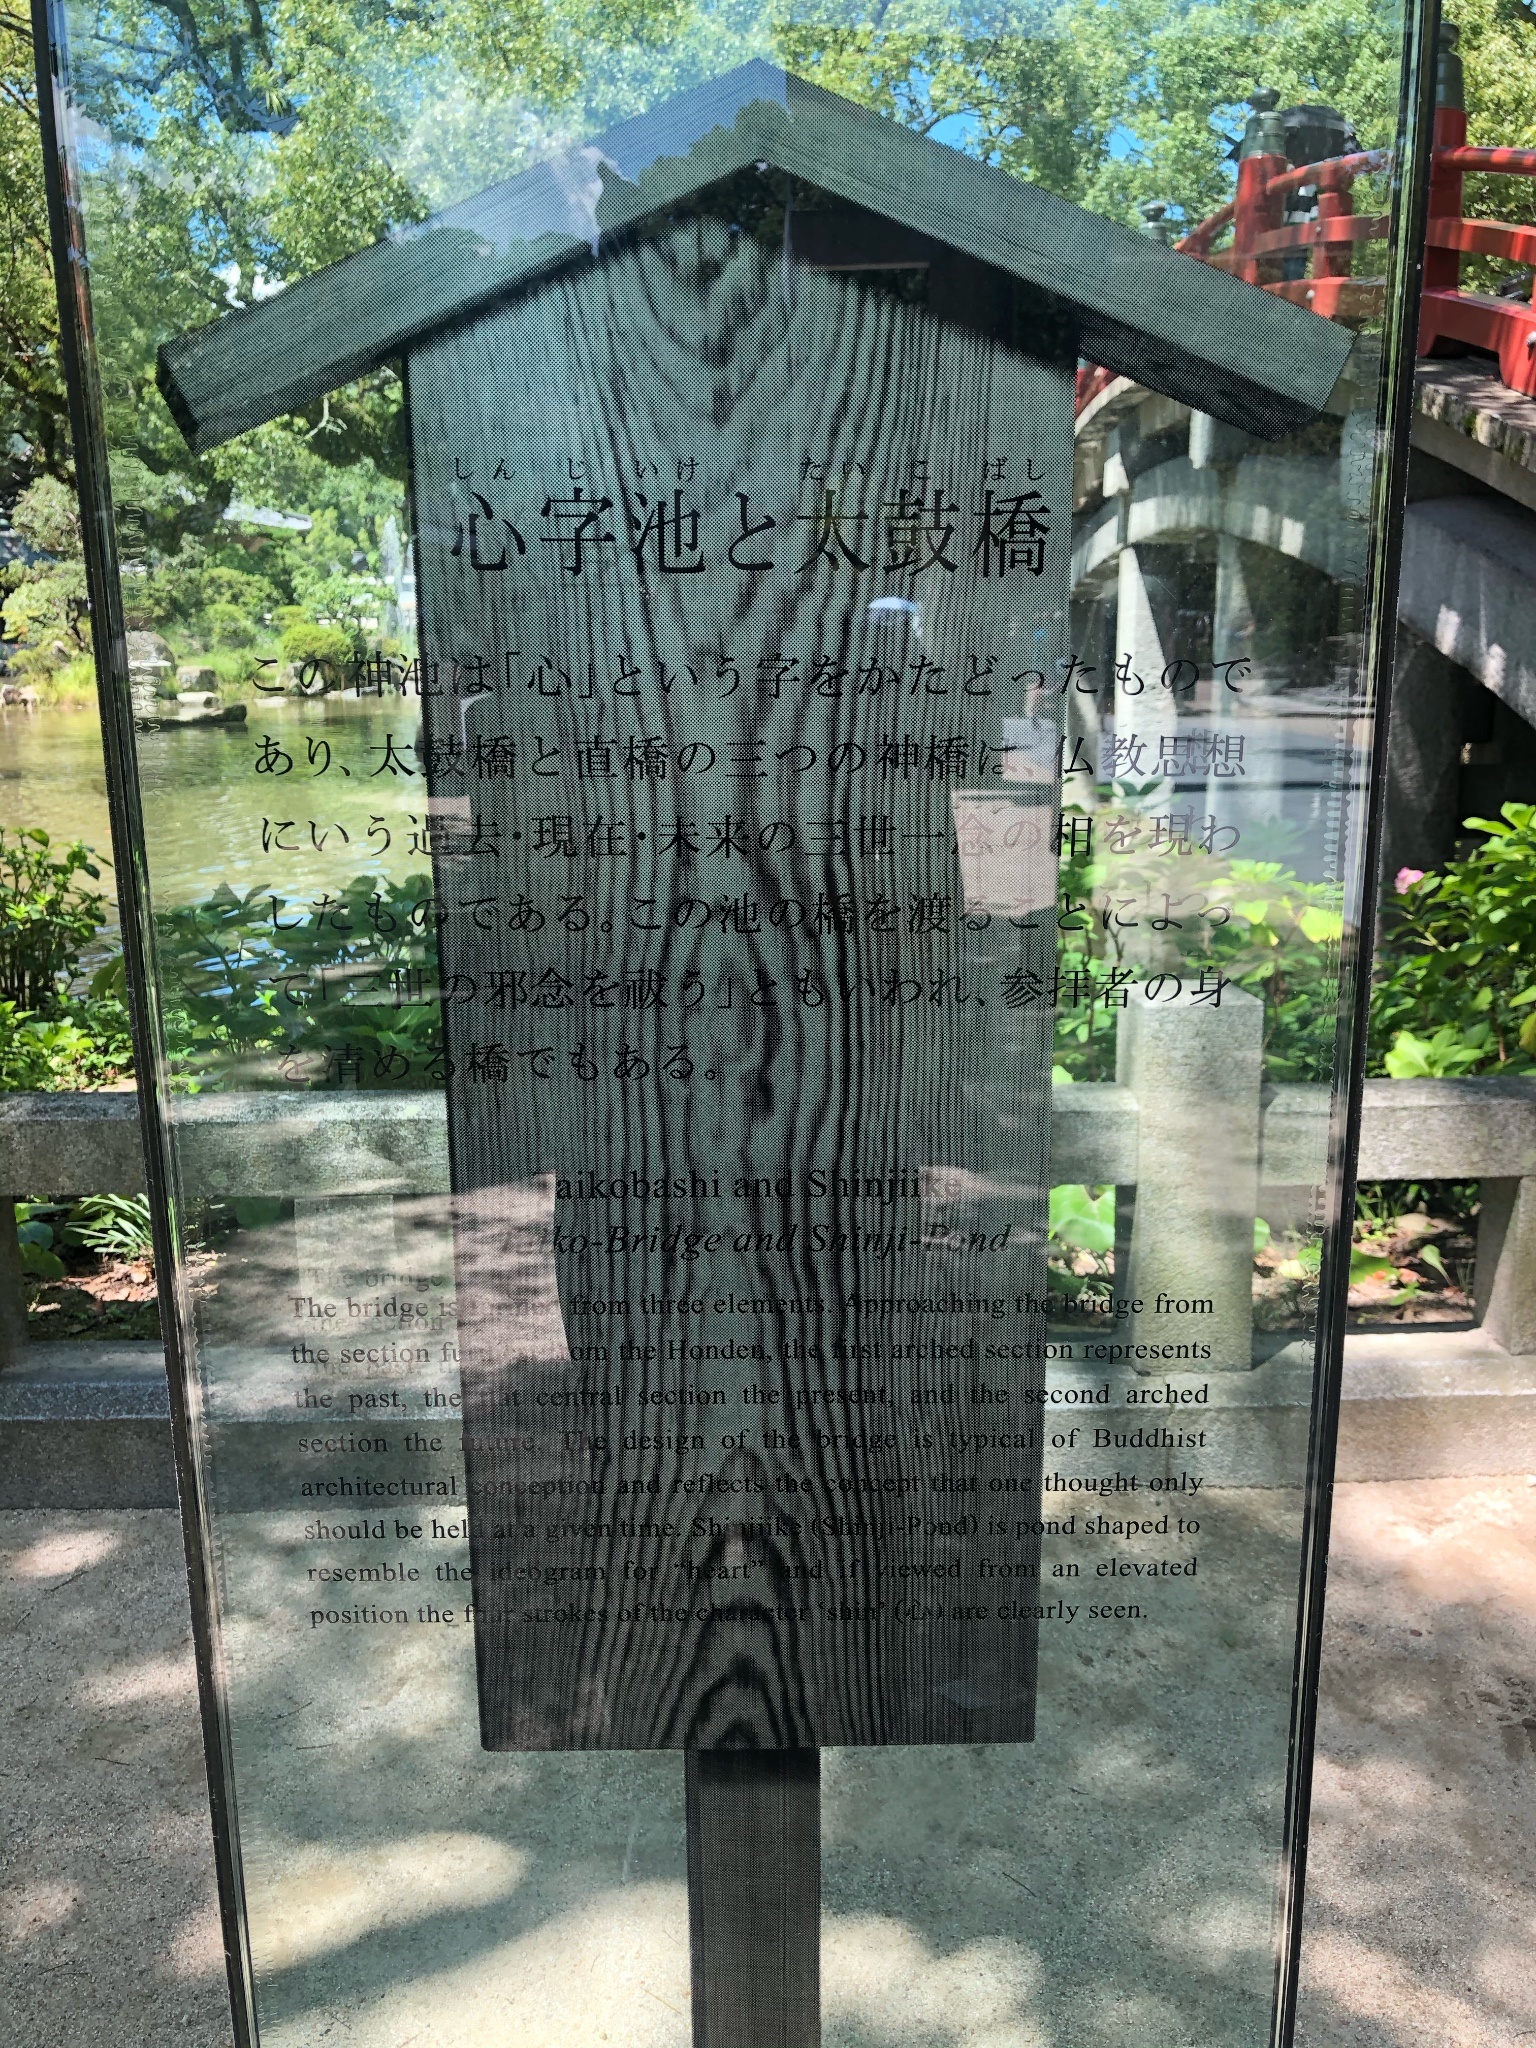 しん じ いけ たい こ ばし
心字池と太鼓橋
この神池は「心」という字をかたどったもので
あり、太鼓橋と直橋の三つの神橋は、仏教思想
にいう過去・現在・未来の三世一念の相を現わ
したものである。この池の橋を渡ることによっ
て「三世の邪念を祓う」ともいわれ、参拝者の身
を清める橋でもある。
Taikobashi and Shinjiike
Taiko-Bridge and Shinji-Pond
The bridge is formed from three elements. Approaching the bridge from
the section furthest from the Honden, the first arched section represents
the past, the flat central section the present, and the second arched
section the future. The design of the bridge is typical of Buddhist
architectural conception and reflects the concept that one thought only
should be held at a given time. Shinjiike (Shinji-Pond) is pond shaped to
resemble the ideogram for “heart” and if viewed from an elevated
position the four strokes of the character ‘shin’ (心) are clearly seen.